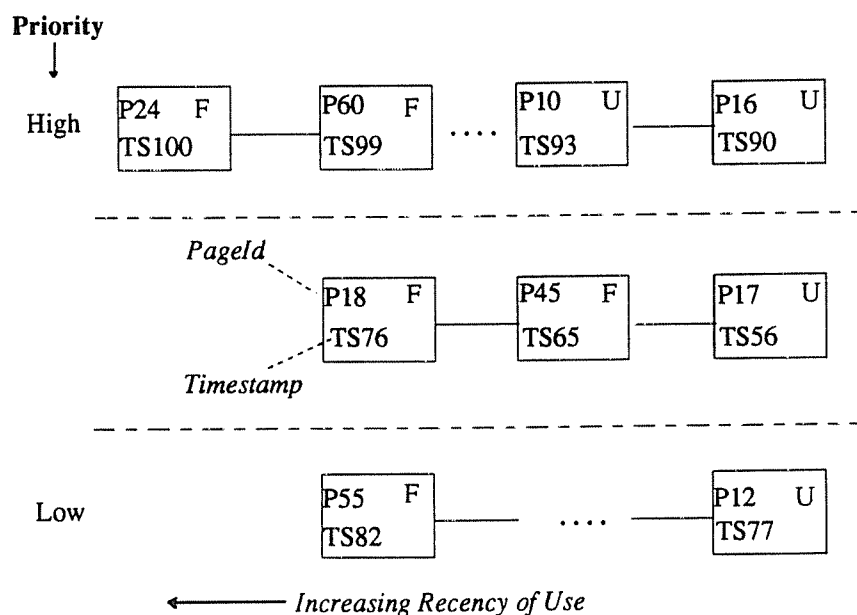 Priority
High
P24 F P60 F .... P10 U P16 U
TS100 TS99 TS93 TS90
PageId
P18 F P45 F P17 U
TS76 TS65 TS56
Timestamp
Low
P55 F .... P12 U
TS82 TS77
Increasing Recency of Use